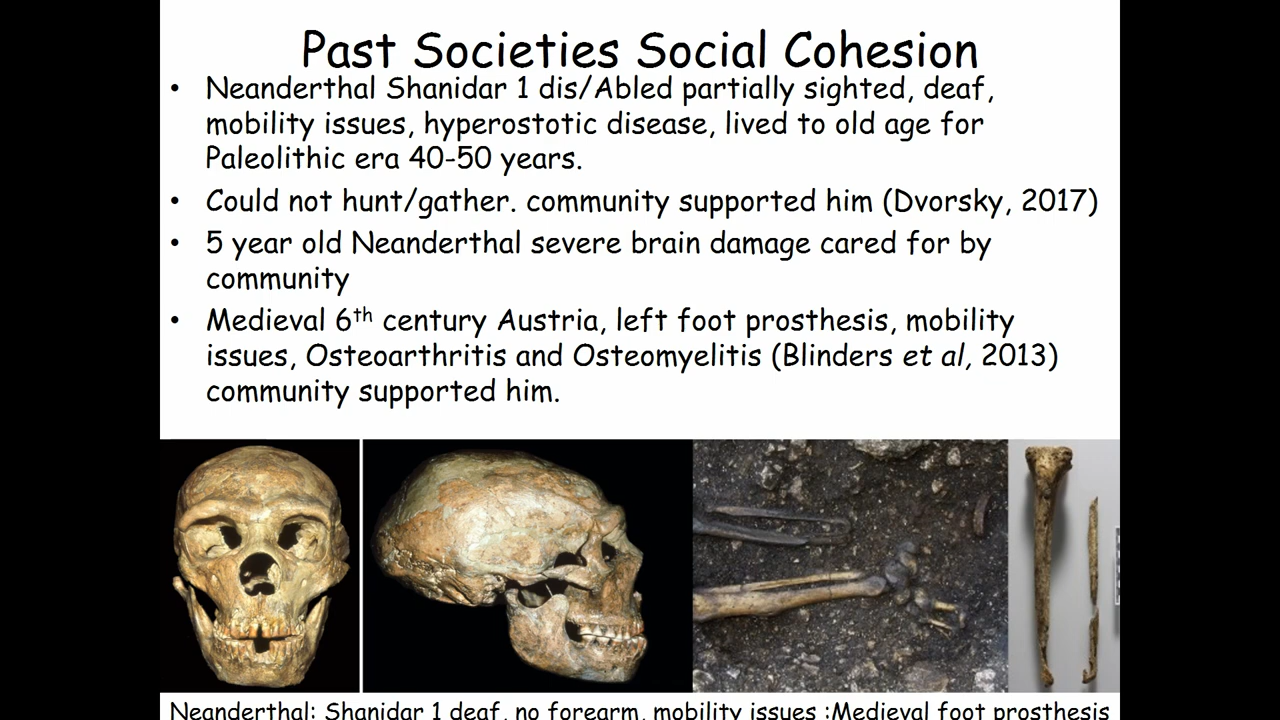 Past Societies Social Cohesion
• Neanderthal Shanidar 1 dis/Abled partially sighted, deaf,
mobility issues, hyperostotic disease, lived to old age for
Paleolithic era 40-50 years.
• Could not hunt/gather. community supported him (Dvorsky, 2017)
• 5 year old Neanderthal severe brain damage cared for by
community
• Medieval 6th century Austria, left foot prosthesis, mobility
issues, Osteoarthritis and Osteomyelitis (Blinders et al, 2013)
community supported him.
Neanderthal: Shanidar 1 deaf, no forearm, mobility issues :Medieval foot prosthesis